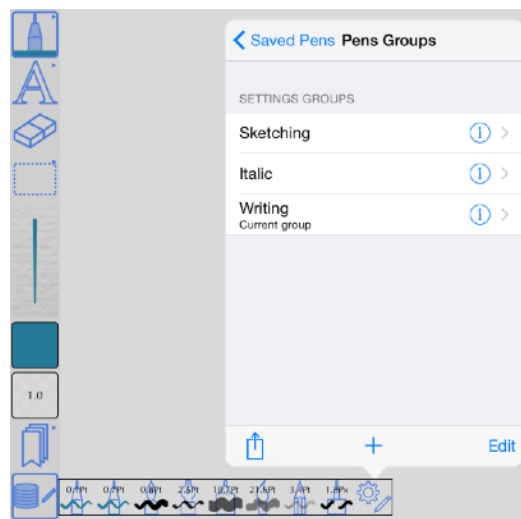 Saved Pens Pens Groups
SETTINGS GROUPS
Sketching
Italic
Writing
Current group
A
1.0
Edit